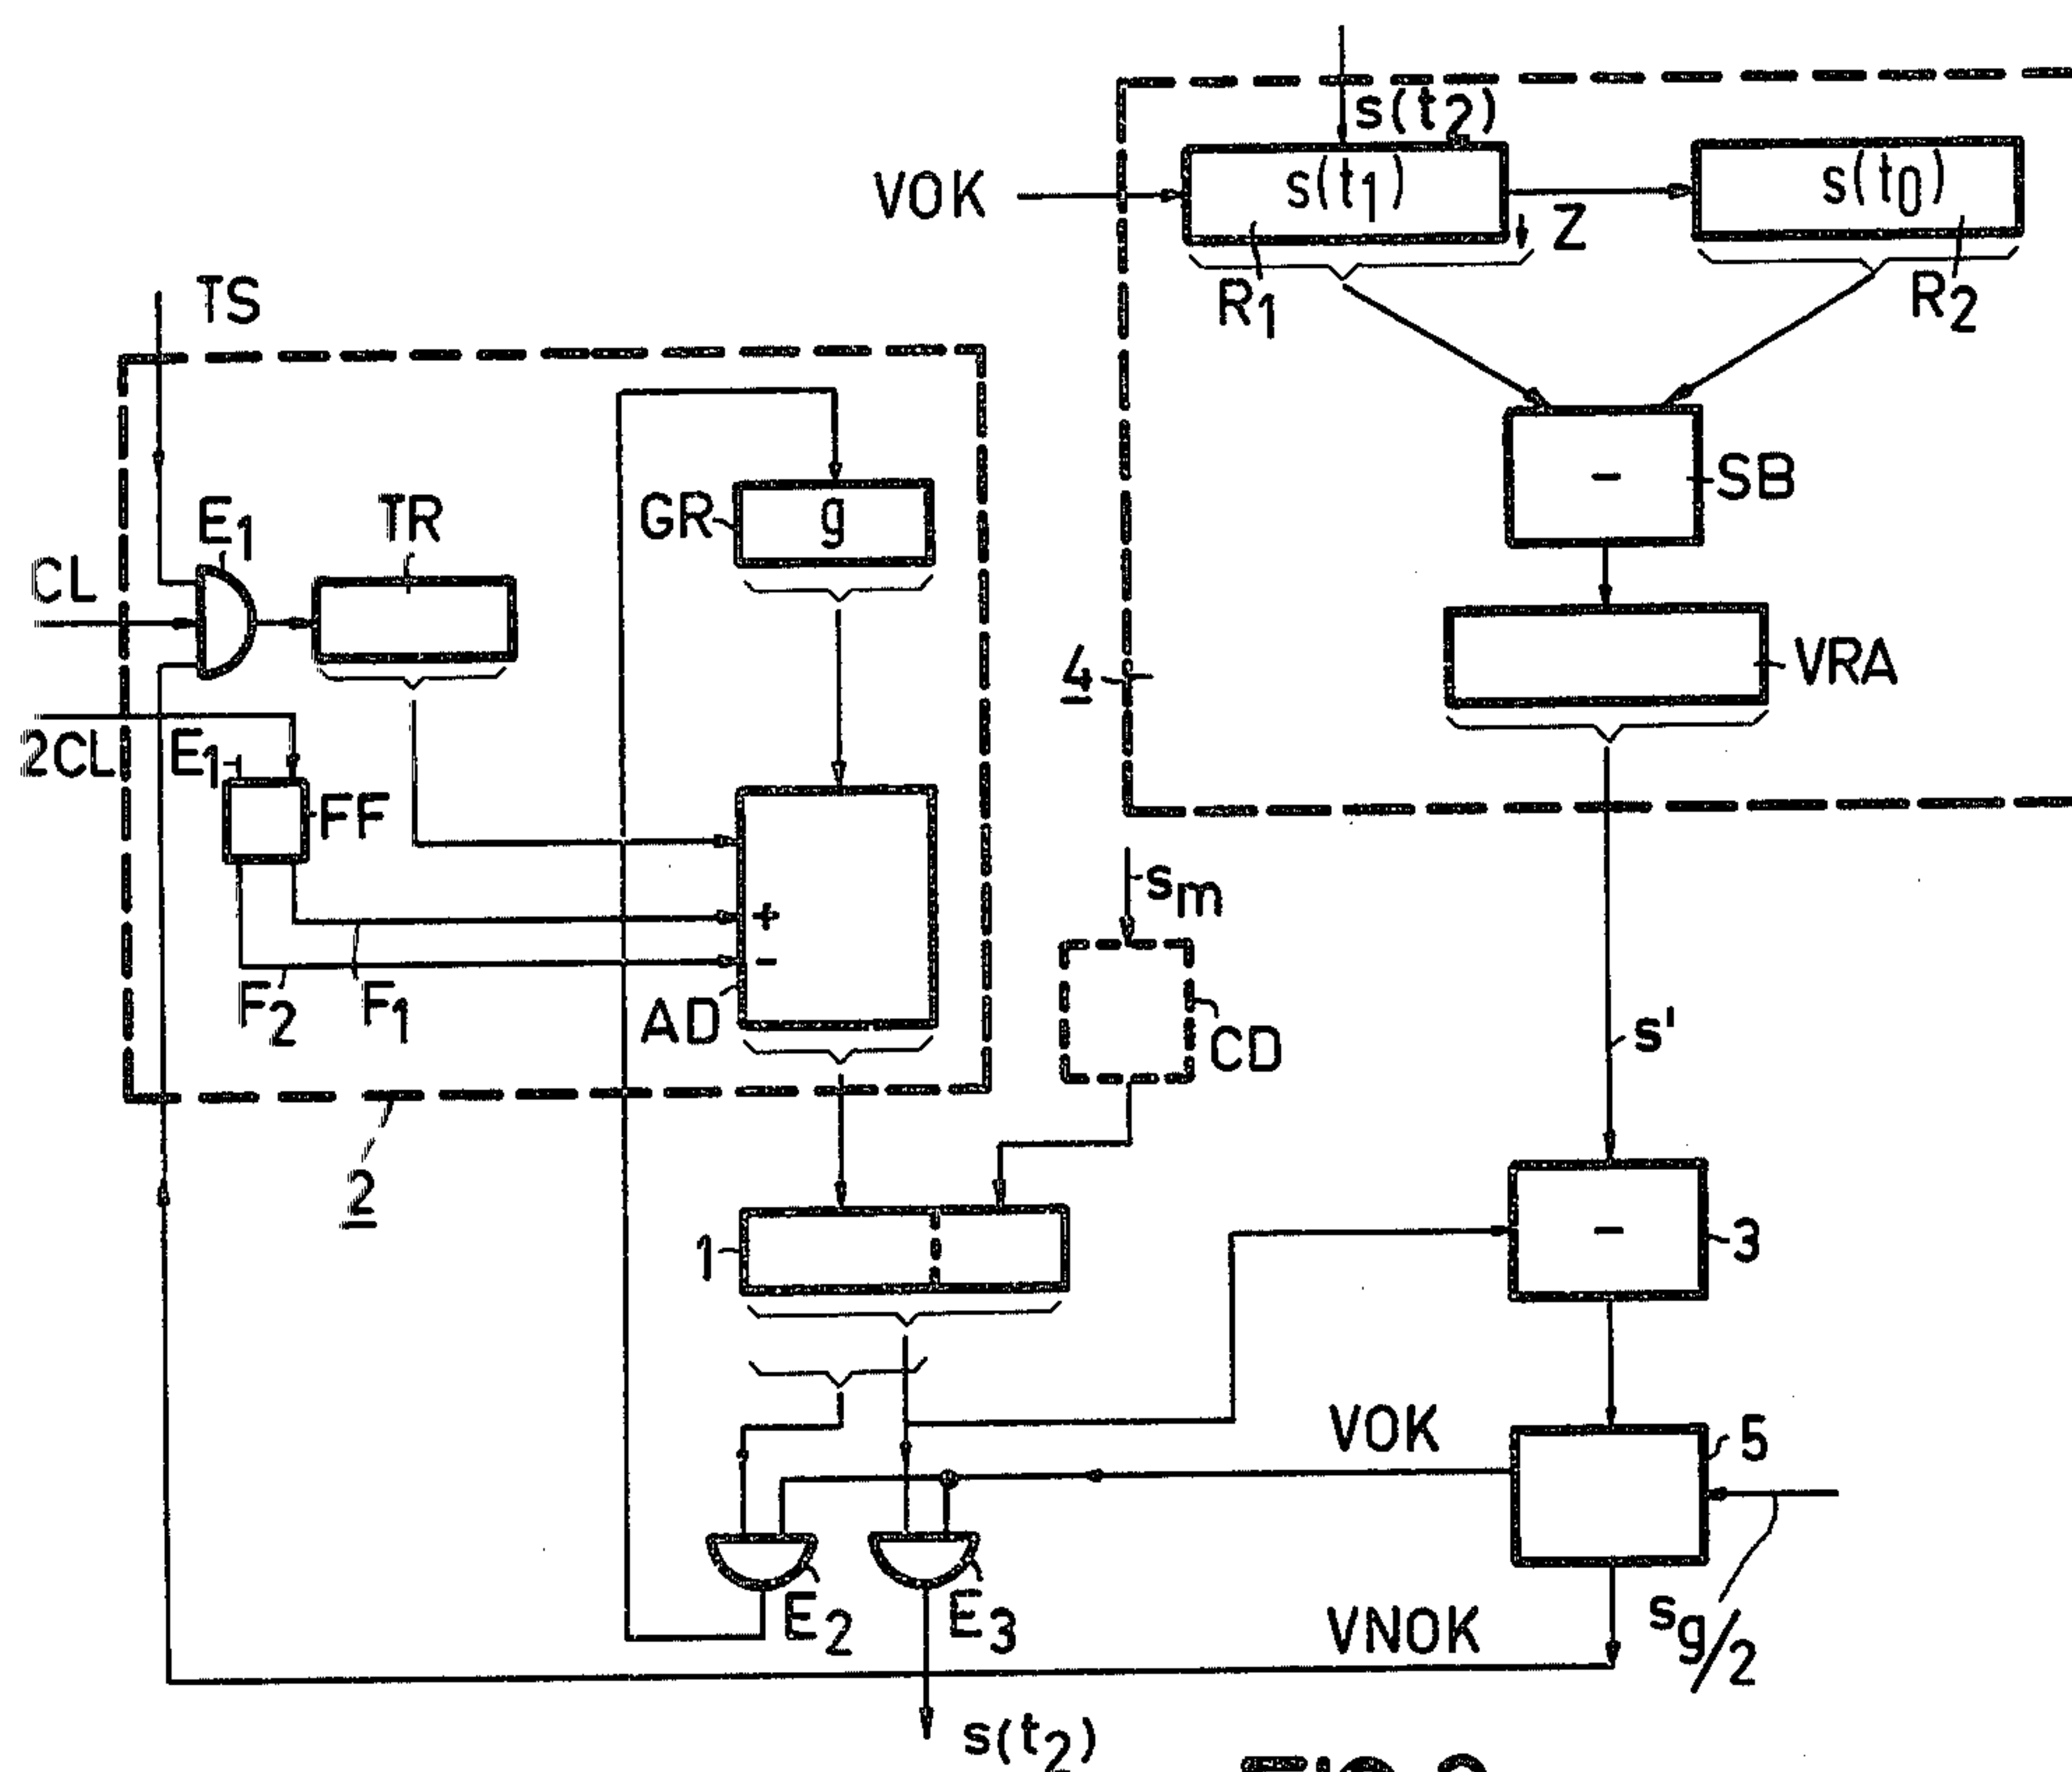 s(t2)
VOK
s(t1)
s(t0)
Z
R1
R2
TS
SB
E1
TR
GR
g
CL
VRA
4
2CL
E1
FF
sm
+
-
F2
F1
AD
CD
s'
2
1
-
3
VOK
5
E2
E3
VNOK
sg/2
s(t2)
-